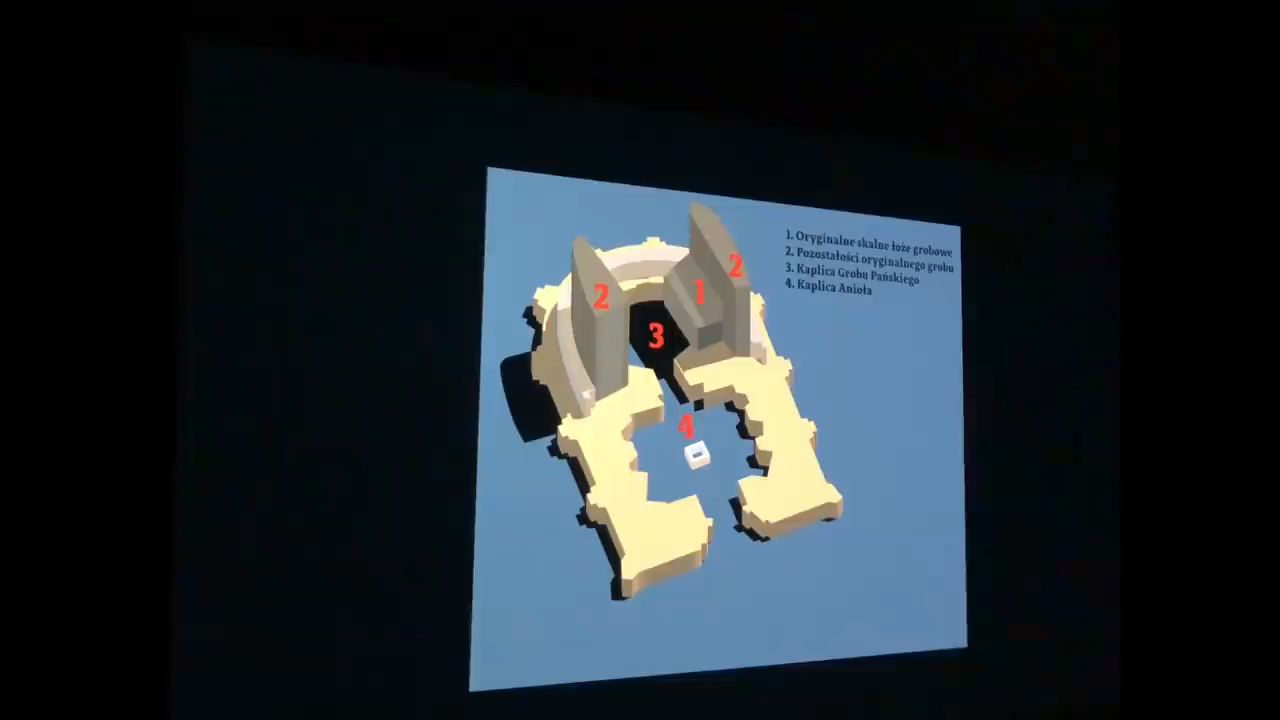 1. Oryginalne skalne łoże grobowe
2. Pozostałości oryginalnego grobu
3. Kaplica Grobu Pańskiego
4. Kaplica Anioła
2
1
2
3
4